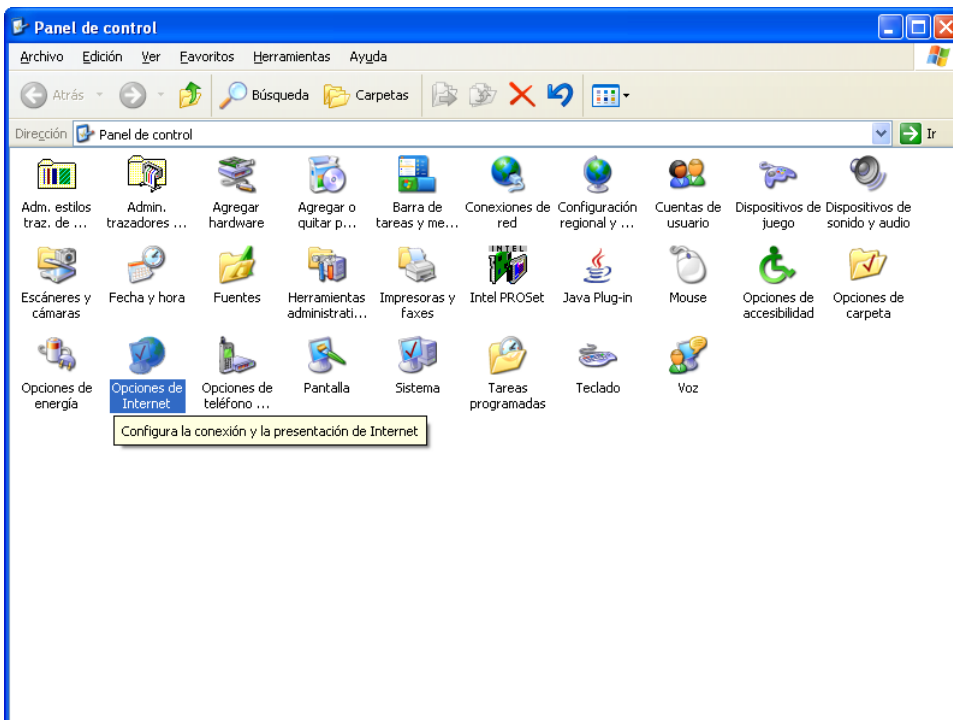 Panel de control
Archivo Edición Ver Favoritos Herramientas Ayuda
Atrás Búsqueda Carpetas
Dirección Panel de control Ir
Adm. estilos traz. de ...
Admin. trazadores ...
Agregar hardware
Agregar o quitar p...
Barra de tareas y me...
Conexiones de red
Configuración regional y ...
Cuentas de usuario
Dispositivos de juego
Dispositivos de sonido y audio
Escáneres y cámaras
Fecha y hora
Fuentes
Herramientas administrati...
Impresoras y faxes
INTEL
Intel PROSet
Java Plug-in
Mouse
Opciones de accesibilidad
Opciones de carpeta
Opciones de energía
Opciones de Internet
Opciones de teléfono ...
Pantalla
Sistema
Tareas programadas
Teclado
Voz
Configura la conexión y la presentación de Internet